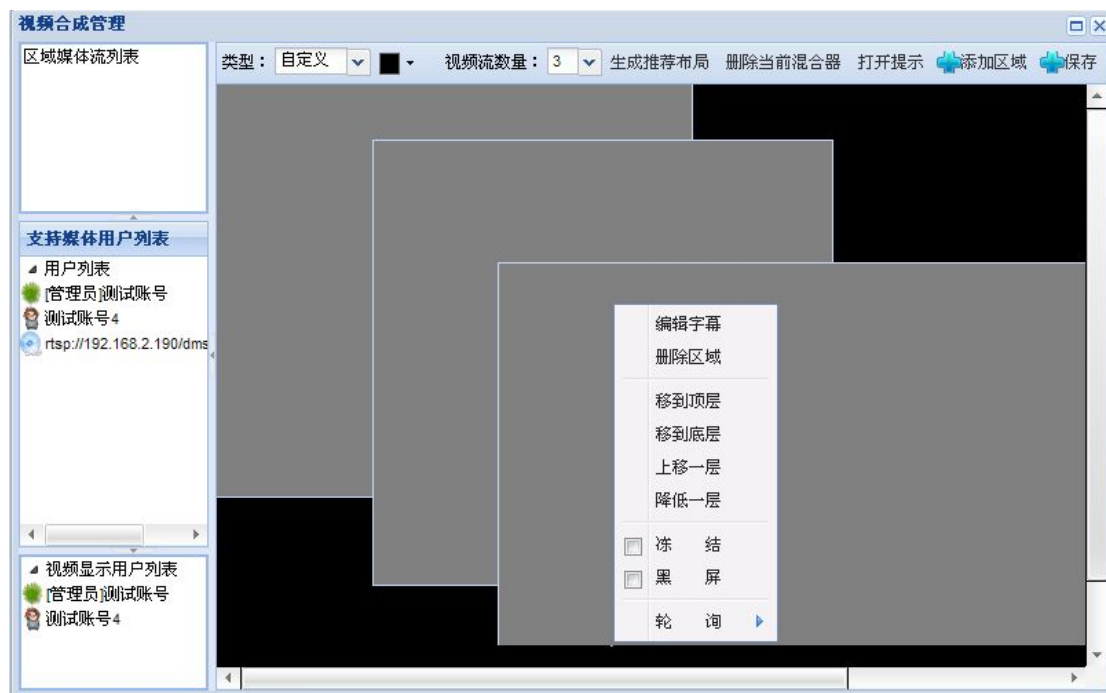 视频合成管理
区域媒体流列表
类型： 自定义 视频流数量： 3 生成推荐布局 删除当前混合器 打开提示 添加区域 保存
支持媒体用户列表
用户列表
[管理员]测试账号
测试账号4
rtsp://192.168.2.190/dms
视频显示用户列表
[管理员]测试账号
测试账号4
编辑字幕
删除区域
移到顶层
移到底层
上移一层
降低一层
冻 结
黑 屏
轮 询